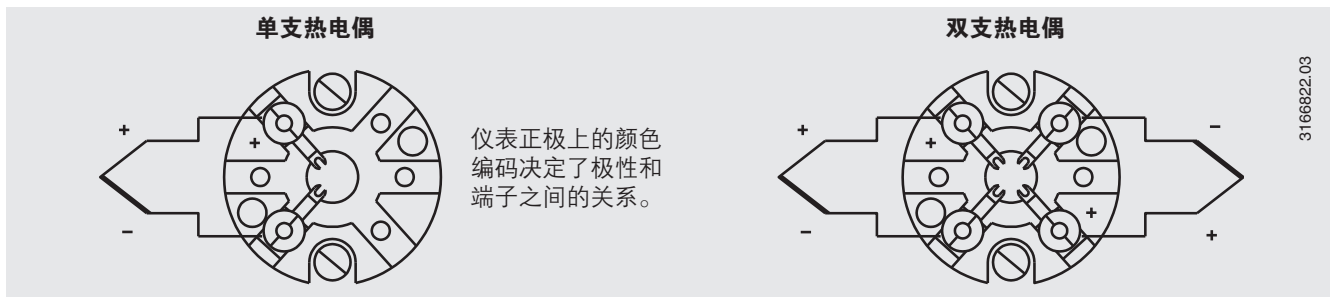 单支热电偶
双支热电偶
仪表正极上的颜色
编码决定了极性和
端子之间的关系。
+
+
−
+
+
−
−
+
+
−
3166822.03